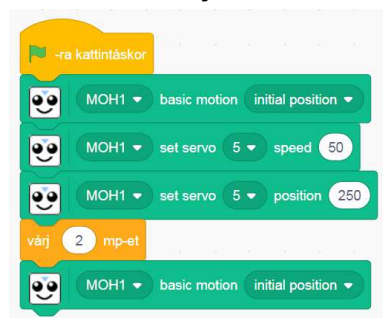 -ra kattintáskor
MOH1 basic motion initial position
MOH1 set servo 5 speed 50
MOH1 set servo 5 position 250
várj 2 mp-et
MOH1 basic motion initial position